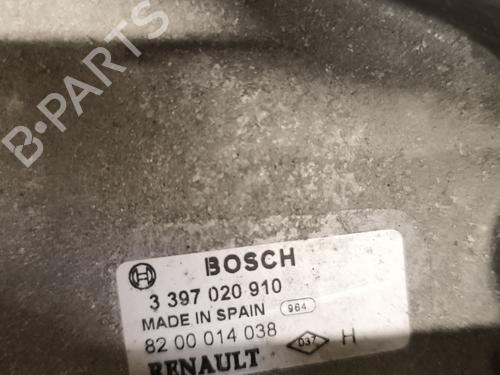 B-PARTS
BOSCH
3 397 020 910
MADE IN SPAIN 964
82 00 014 038 037 H
RENAULT